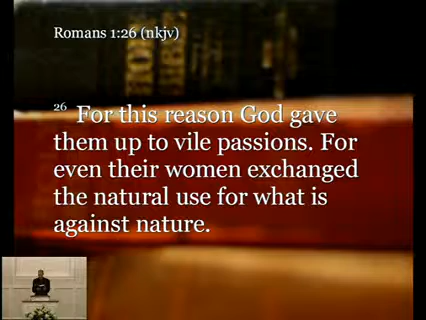 Romans 1:26 (nkjv)
26 For this reason God gave
them up to vile passions. For
even their women exchanged
the natural use for what is
against nature.